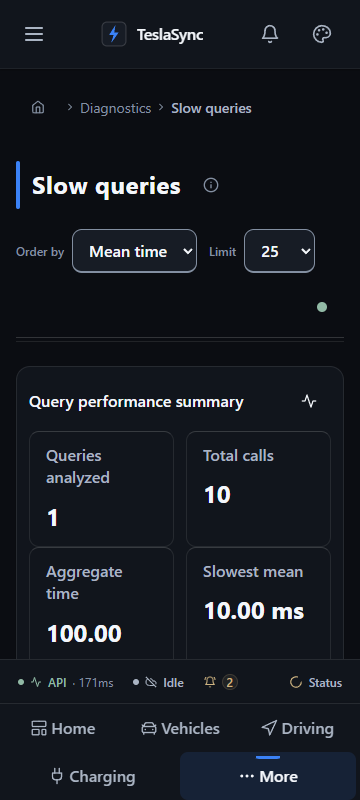 TeslaSync
Diagnostics Slow queries
Slow queries
Order by Mean time Limit 25
Query performance summary
Queries analyzed
1
Total calls
10
Aggregate time
100.00
Slowest mean
10.00 ms
API · 171ms Idle 2 Status
Home Vehicles Driving
Charging More